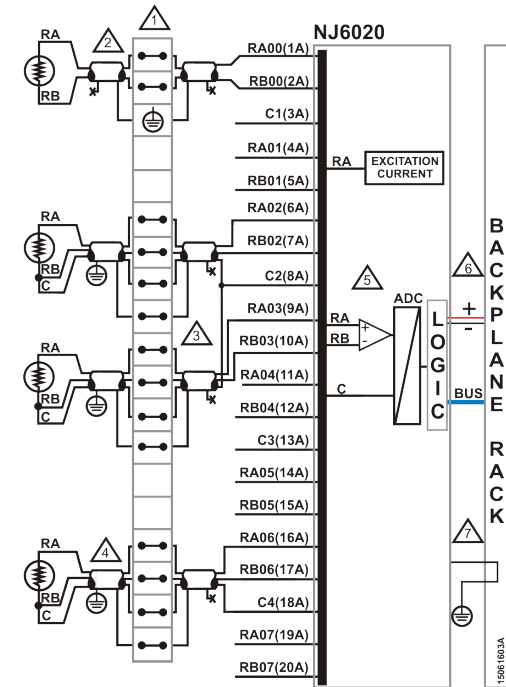 NJ6020
1
2
RA
RB
RA00(1A)
RB00(2A)
C1(3A)
RA01(4A)
RB01(5A)
RA02(6A)
RB02(7A)
C2(8A)
RA03(9A)
RB03(10A)
RA04(11A)
RB04(12A)
C3(13A)
RA05(14A)
RB05(15A)
RA06(16A)
RB06(17A)
C4(18A)
RA07(19A)
RB07(20A)
RA
RB
C
3
RA
RB
C
4
RA
RB
C
RA
EXCITATION
CURRENT
5
RA
RB
+
-
C
ADC
LOGIC
6
+
-
BUS
7
BACKPLANE RACK
15061603A